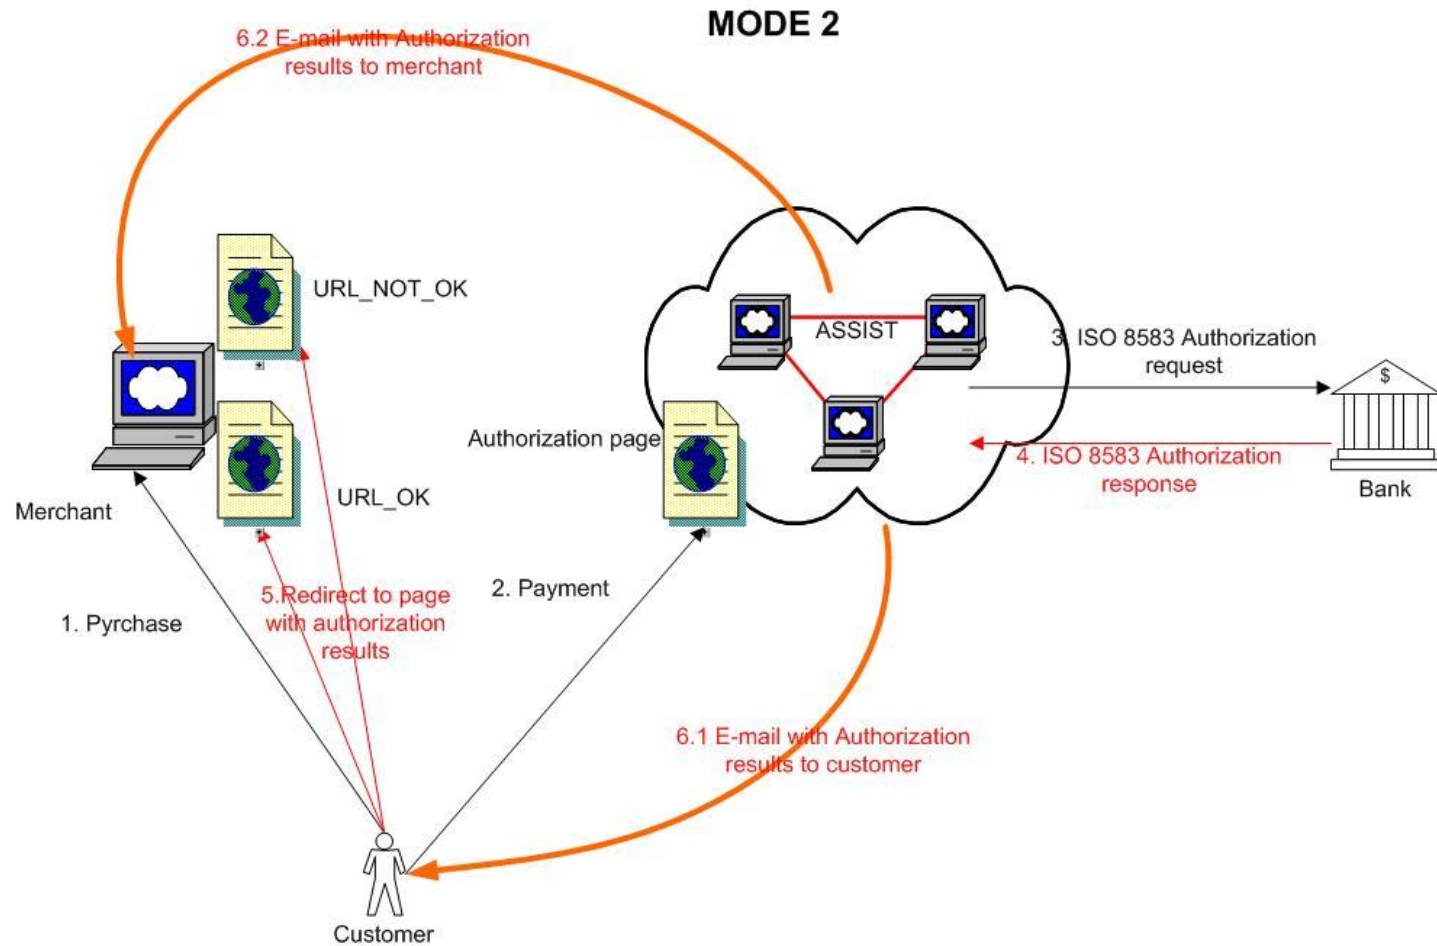 MODE 2
6.2 E-mail with Authorization
results to merchant
URL_NOT_OK
ASSIST
3. ISO 8583 Authorization
request
$
Authorization page
4. ISO 8583 Authorization
response
Bank
URL_OK
Merchant
2. Payment
5.Redirect to page
with authorization
results
1. Pyrchase
6.1 E-mail with Authorization
results to customer
Customer